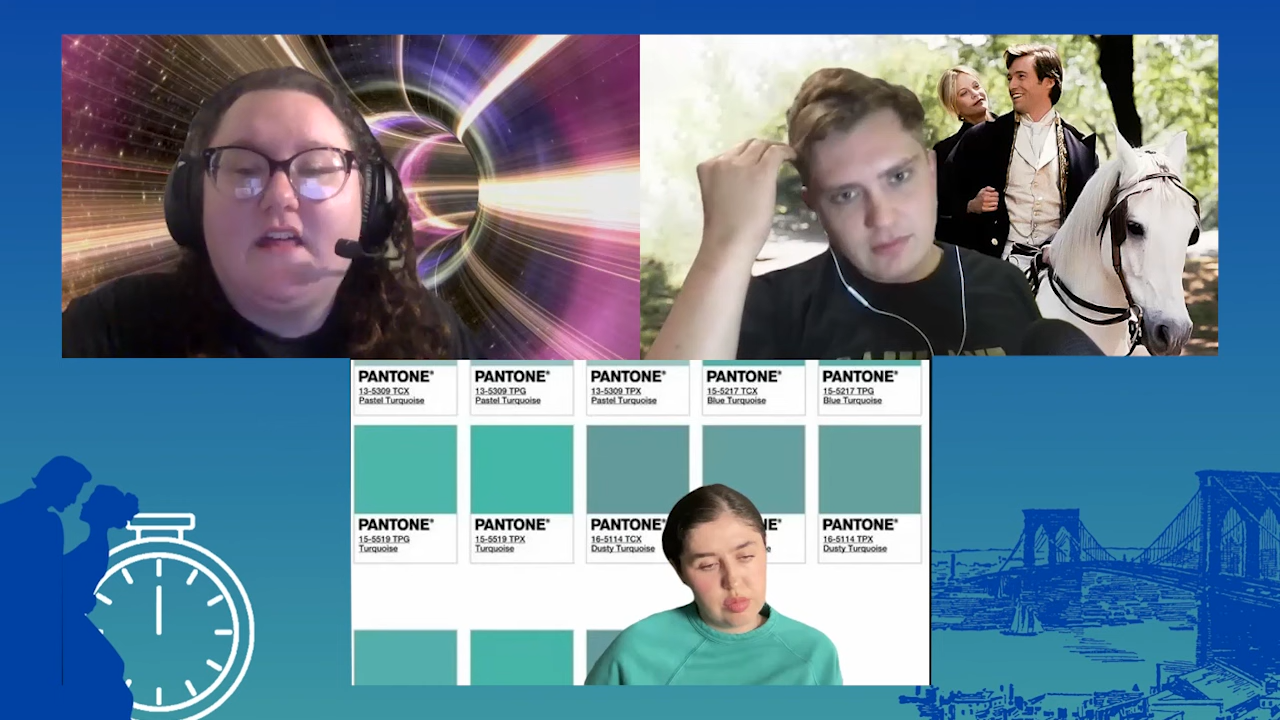 PANTONE®
13-5309 TCX
Pastel Turquoise
PANTONE®
13-5309 TPG
Pastel Turquoise
PANTONE®
13-5309 TPX
Pastel Turquoise
PANTONE®
15-5217 TCX
Blue Turquoise
PANTONE®
15-5217 TPG
Blue Turquoise
PANTONE®
15-5519 TPG
Turquoise
PANTONE®
15-5519 TPX
Turquoise
PANTONE
16-5114 TCX
Dusty Turquoise
NE®
PANTONE®
16-5114 TPX
Dusty Turquoise